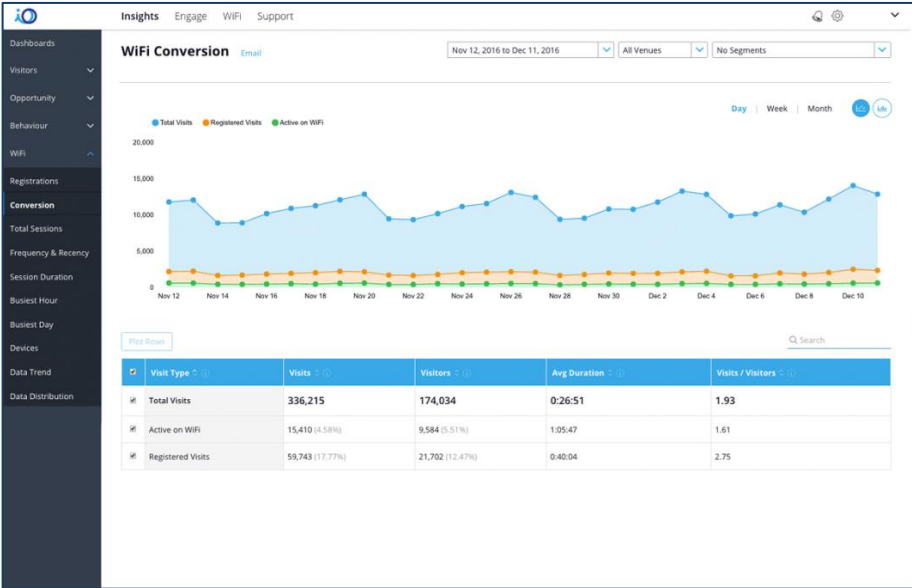 iO
Insights Engage WiFi Support
Dashboards
Visitors
Opportunity
Behaviour
WiFi
Registrations
Conversion
Total Sessions
Frequency & Recency
Session Duration
Busiest Hour
Busiest Day
Devices
Data Trend
Data Distribution
WiFi Conversion Email
Nov 12, 2016 to Dec 11, 2016 All Venues No Segments
Day | Week | Month
Total Visits Registered Visits Active on WiFi
20,000
15,000
10,000
5,000
0
Nov 12 Nov 14 Nov 16 Nov 18 Nov 20 Nov 22 Nov 24 Nov 26 Nov 28 Nov 30 Dec 2 Dec 4 Dec 6 Dec 8 Dec 10
Plot Rows Search
Visit Type Visits Visitors Avg Duration Visits / Visitors
Total Visits 336,215 174,034 0:26:51 1.93
Active on WiFi 15,410 (4.58%) 9,584 (5.51%) 1:05:47 1.61
Registered Visits 59,743 (17.77%) 21,702 (12.47%) 0:40:04 2.75